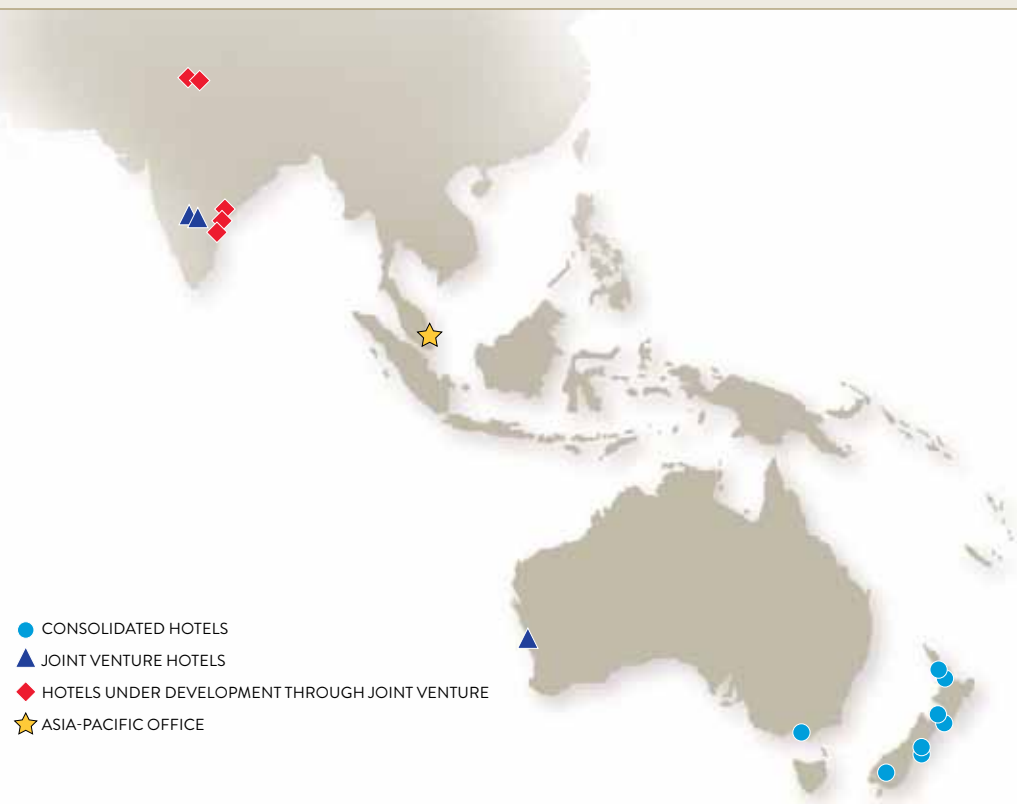 CONSOLIDATED HOTELS
JOINT VENTURE HOTELS
HOTELS UNDER DEVELOPMENT THROUGH JOINT VENTURE
ASIA-PACIFIC OFFICE